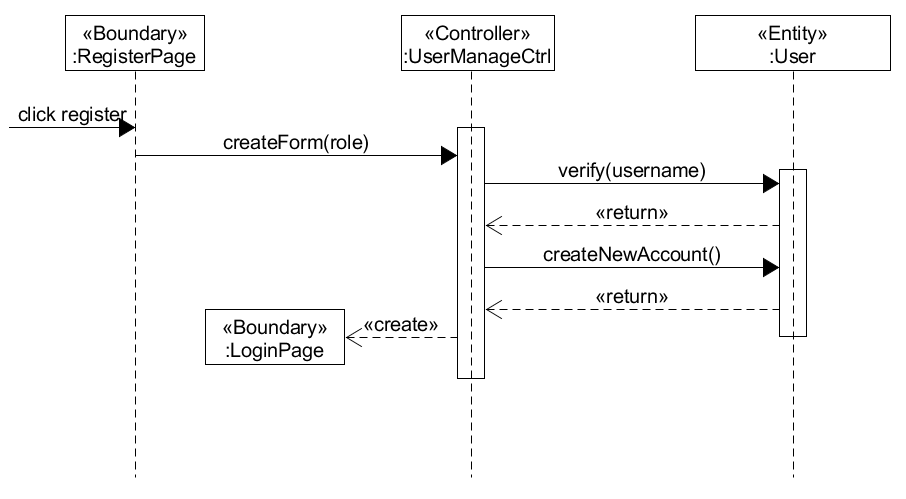 «Boundary»
:RegisterPage
«Controller»
:UserManageCtrl
«Entity»
:User
click register
createForm(role)
verify(username)
«return»
createNewAccount()
«return»
«create»
«Boundary»
:LoginPage